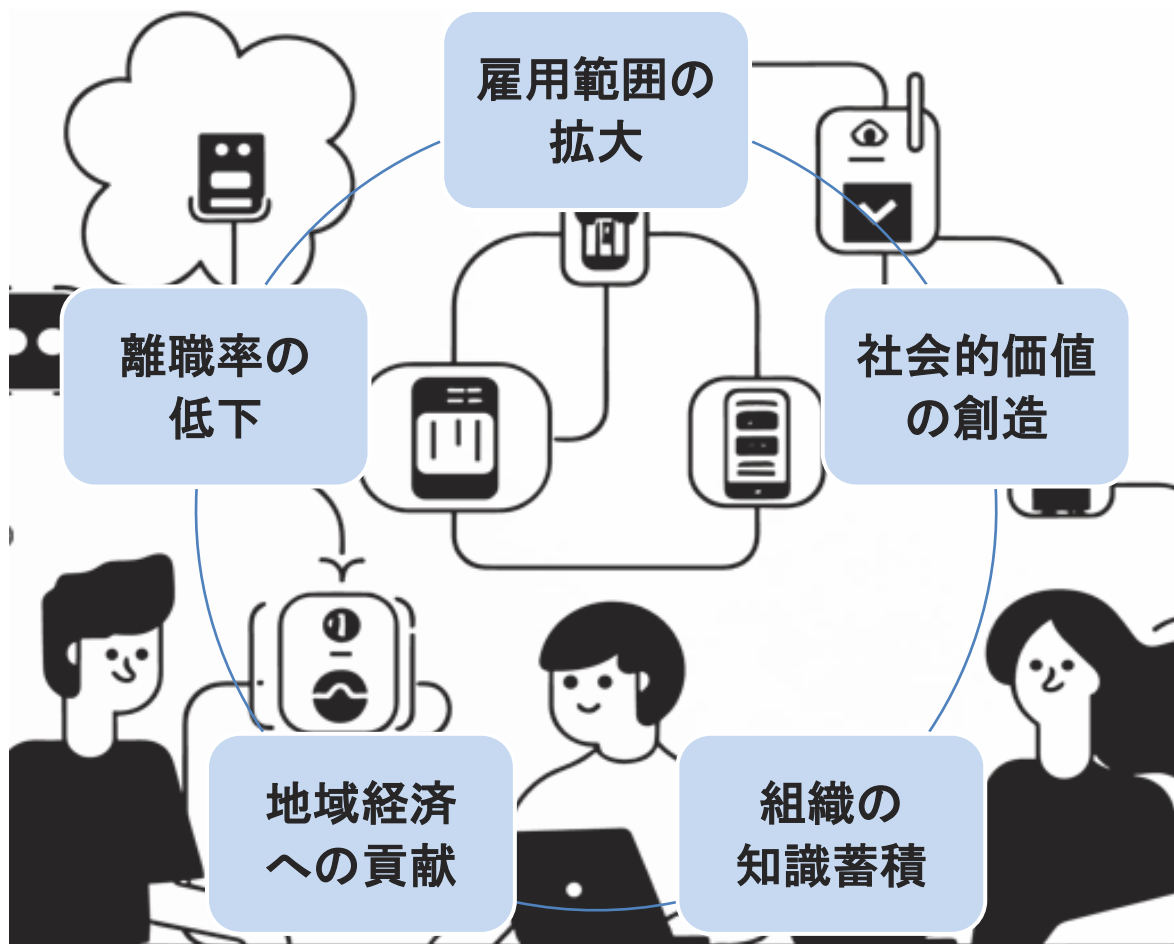 雇用範囲の
拡大
社会的価値
の創造
組織の
知識蓄積
地域経済
への貢献
離職率の
低下